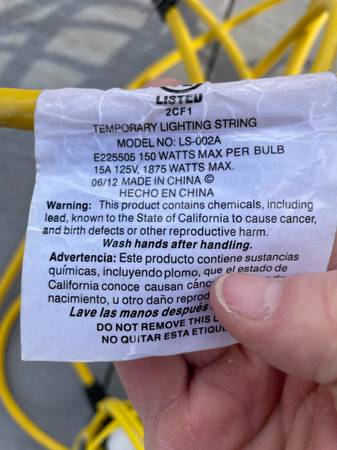 LISTED
2CF1
TEMPORARY LIGHTING STRING
MODEL NO: LS-002A
E225505 150 WATTS MAX PER BULB
15A 125V, 1875 WATTS MAX.
06/12 MADE IN CHINA ©
HECHO EN CHINA
Warning: This product contains chemicals, including
lead, known to the State of California to cause cancer,
and birth defects or other reproductive harm.
Wash hands after handling.
Advertencia: Este producto contiene sustancias
químicas, incluyendo plomo, que el estado de
California conoce causan
nacimiento, u otro daño
Lave las manos después
DO NOT REMOVE THIS
NO QUITAR ESTA